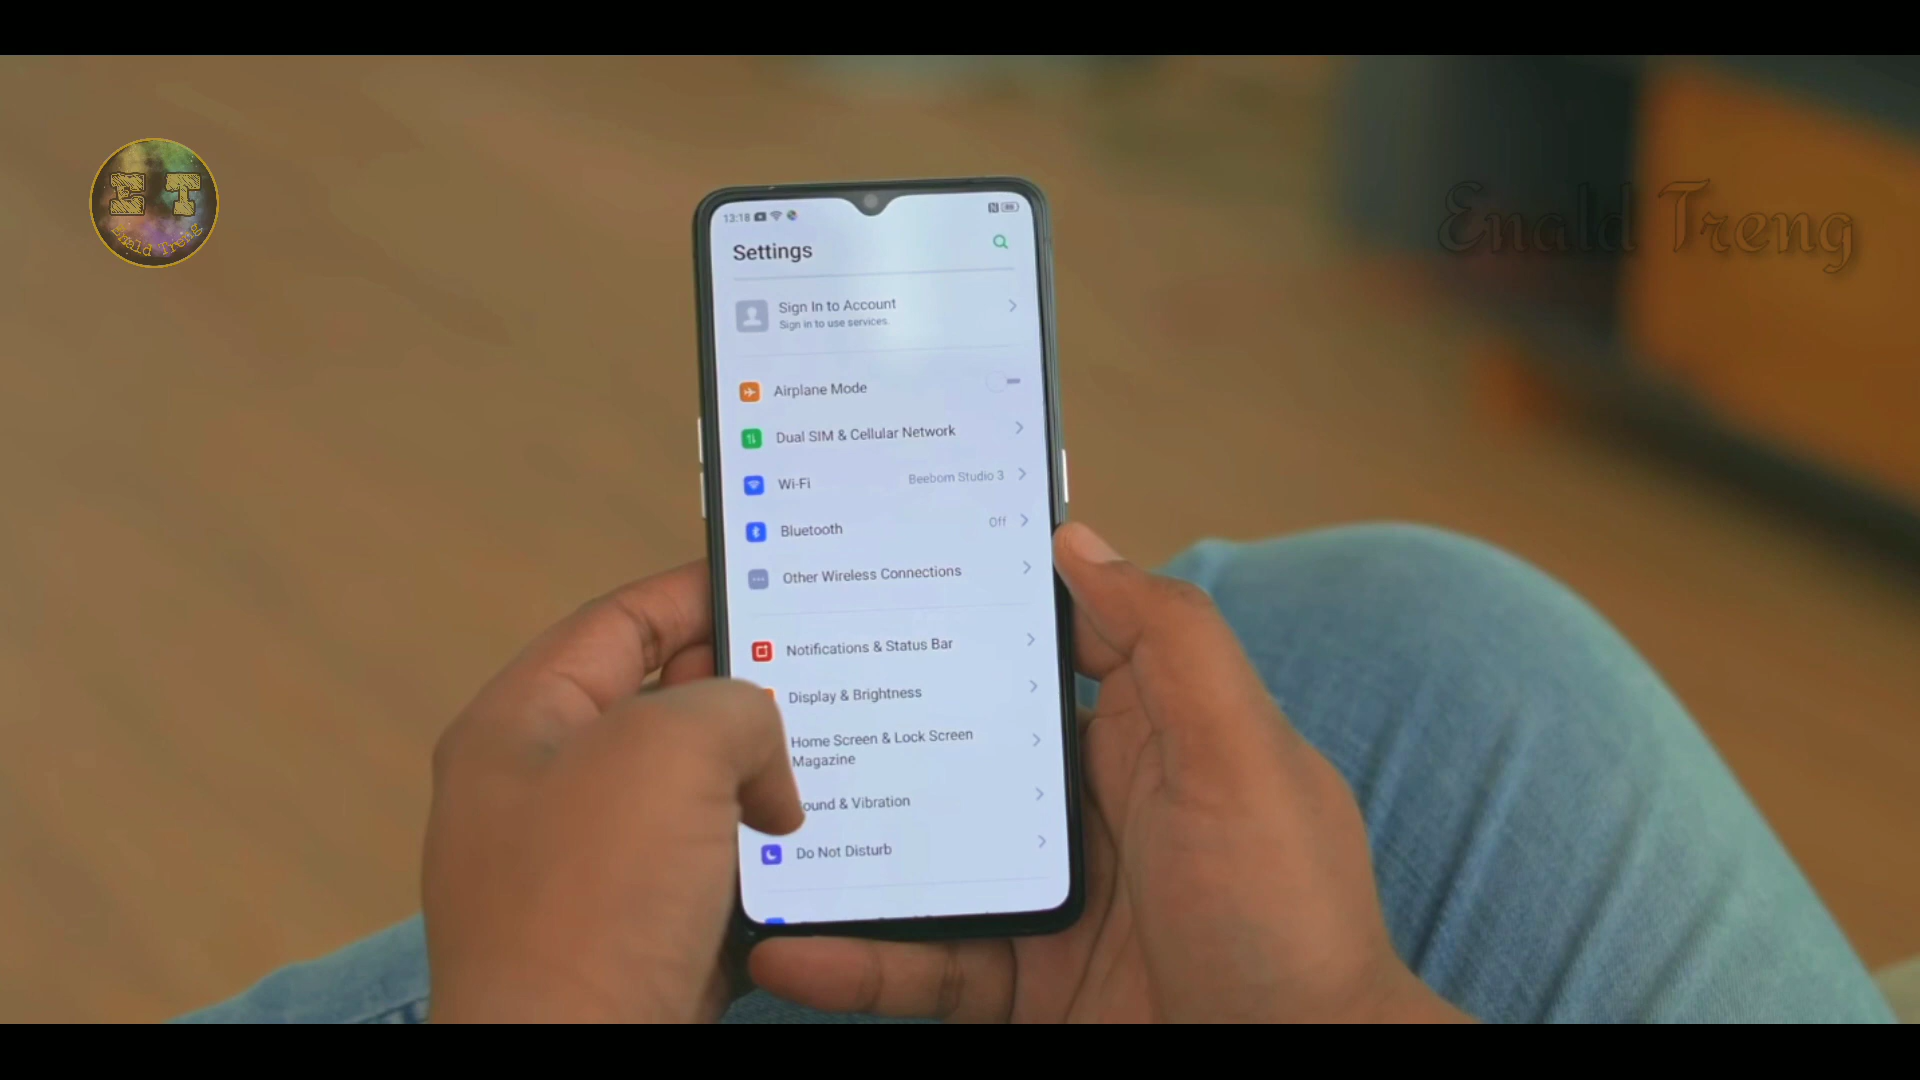 E T
Enald Treng
Enald Treng
13:18
Settings
Sign In to Account
Sign in to use services.
Airplane Mode
Dual SIM & Cellular Network
Wi-Fi Beebom Studio 3
Bluetooth Off
Other Wireless Connections
Notifications & Status Bar
Display & Brightness
Home Screen & Lock Screen
Magazine
ound & Vibration
Do Not Disturb